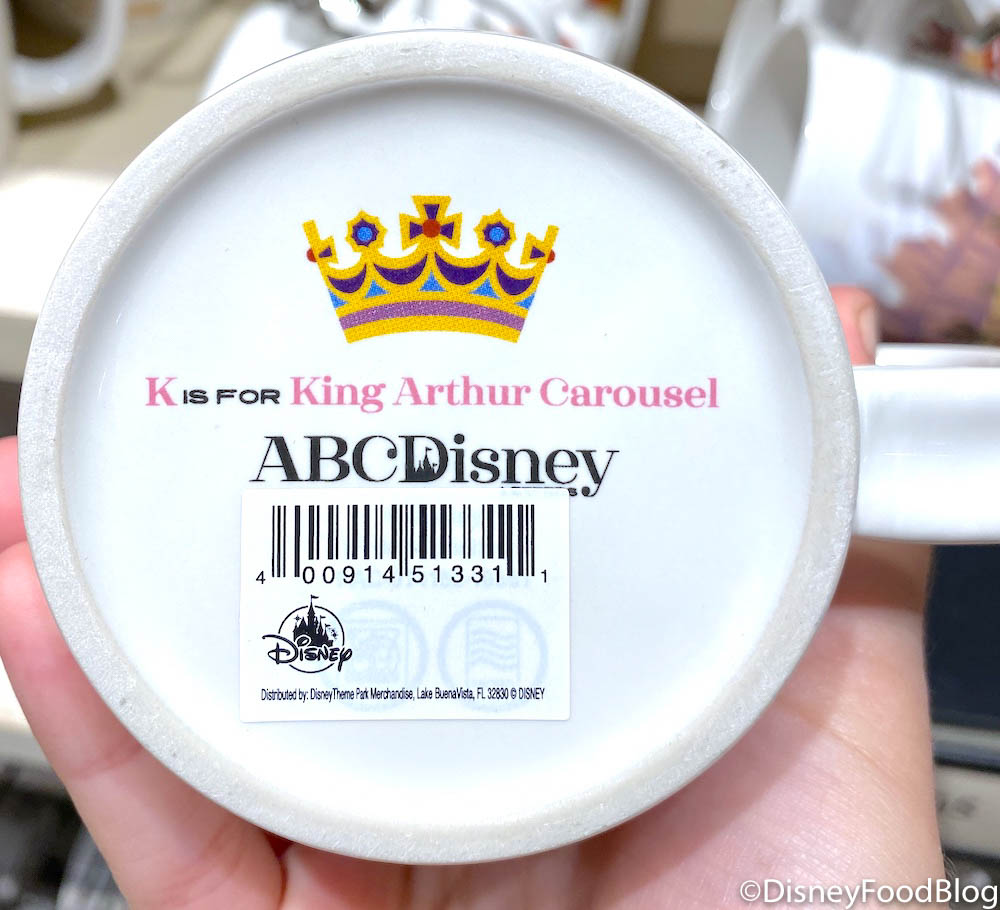 K IS FOR King Arthur Carousel
ABCDisney
4 00914 51331 1
Disney
Distributed by: DisneyTheme Park Merchandise, Lake BuenaVista, FL 32830 © DISNEY
©DisneyFoodBlog